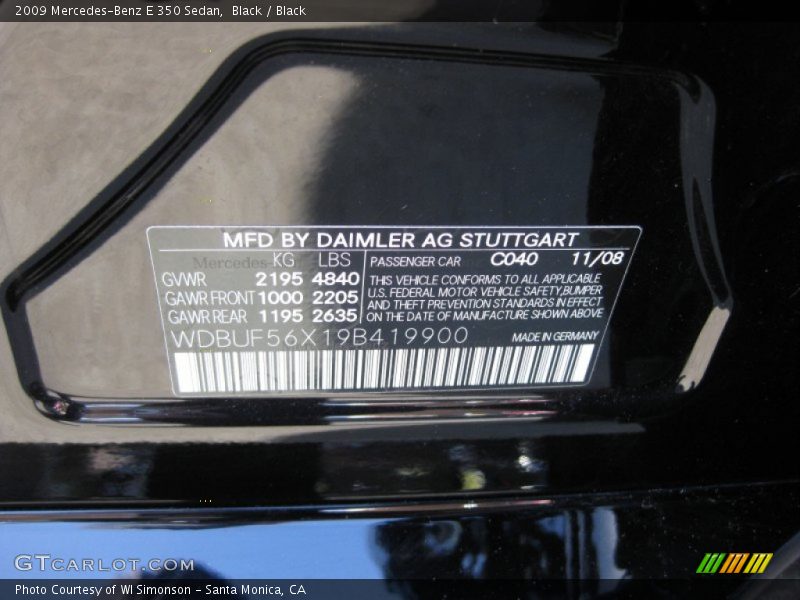 2009 Mercedes-Benz E 350 Sedan, Black / Black
MFD BY DAIMLER AG STUTTGART
Mercedes-
KG LBS
GVWR 2195 4840
GAWR FRONT 1000 2205
GAWR REAR 1195 2635
PASSENGER CAR C040 11/08
THIS VEHICLE CONFORMS TO ALL APPLICABLE
U.S. FEDERAL MOTOR VEHICLE SAFETY, BUMPER
AND THEFT PREVENTION STANDARDS IN EFFECT
ON THE DATE OF MANUFACTURE SHOWN ABOVE
WDBUF56X19B419900
MADE IN GERMANY
GTCARLOT.COM
Photo Courtesy of WI Simonson - Santa Monica, CA